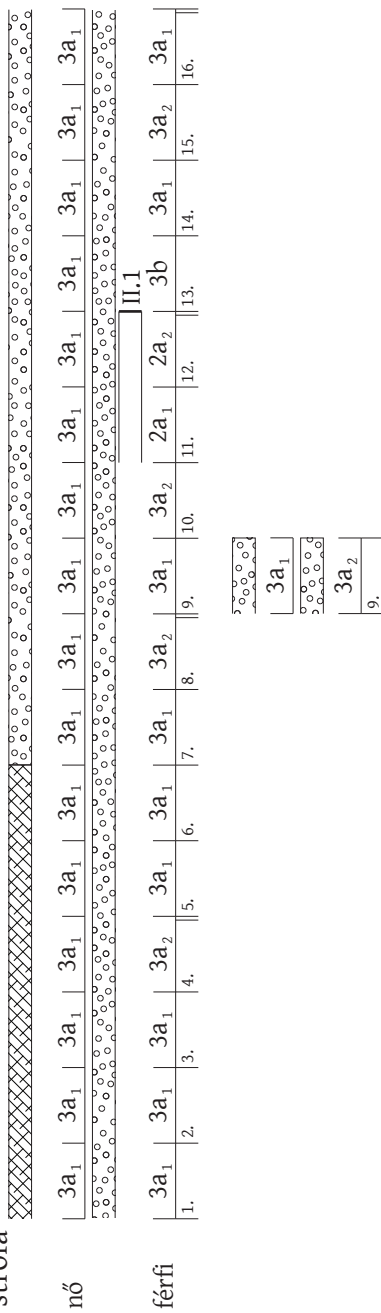 strófa
nő 3a₁ 3a₁ 3a₁ 3a₁ 3a₁ 3a₁ 3a₁ 3a₁ 3a₁ 3a₁ 3a₁ 3a₁ 3a₁ 3a₁ 3a₁ 3a₁
II.1
férfi 3a₁ 3a₁ 3a₁ 3a₂ 3a₁ 3a₁ 3a₁ 3a₂ 3a₁ 3a₂ 2a₁ 2a₂ 3b 3a₁ 3a₂ 3a₁
1. 2. 3. 4. 5. 6. 7. 8. 9. 10. 11. 12. 13. 14. 15. 16.
3a₁
3a₂
9.